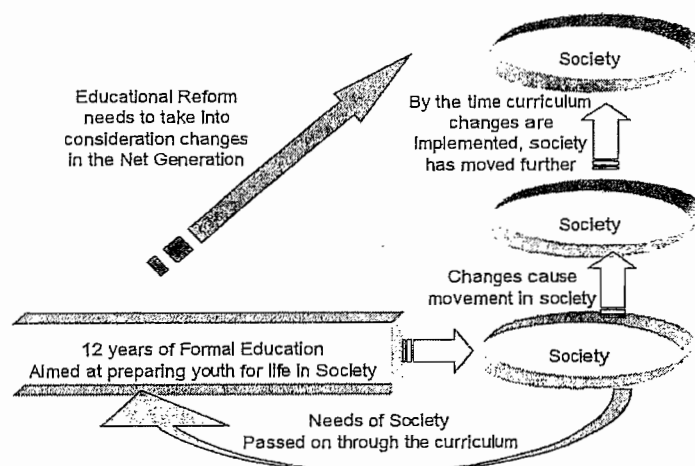 Society
Educational Reform
needs to take Into
consideration changes
in the Net Generation
By the time curriculum
changes are
Implemented, society
has moved further
Society
Changes cause
movement in society
12 years of Formal Education
Aimed at preparing youth for life in Society
Society
Needs of Society
Passed on through the curriculum